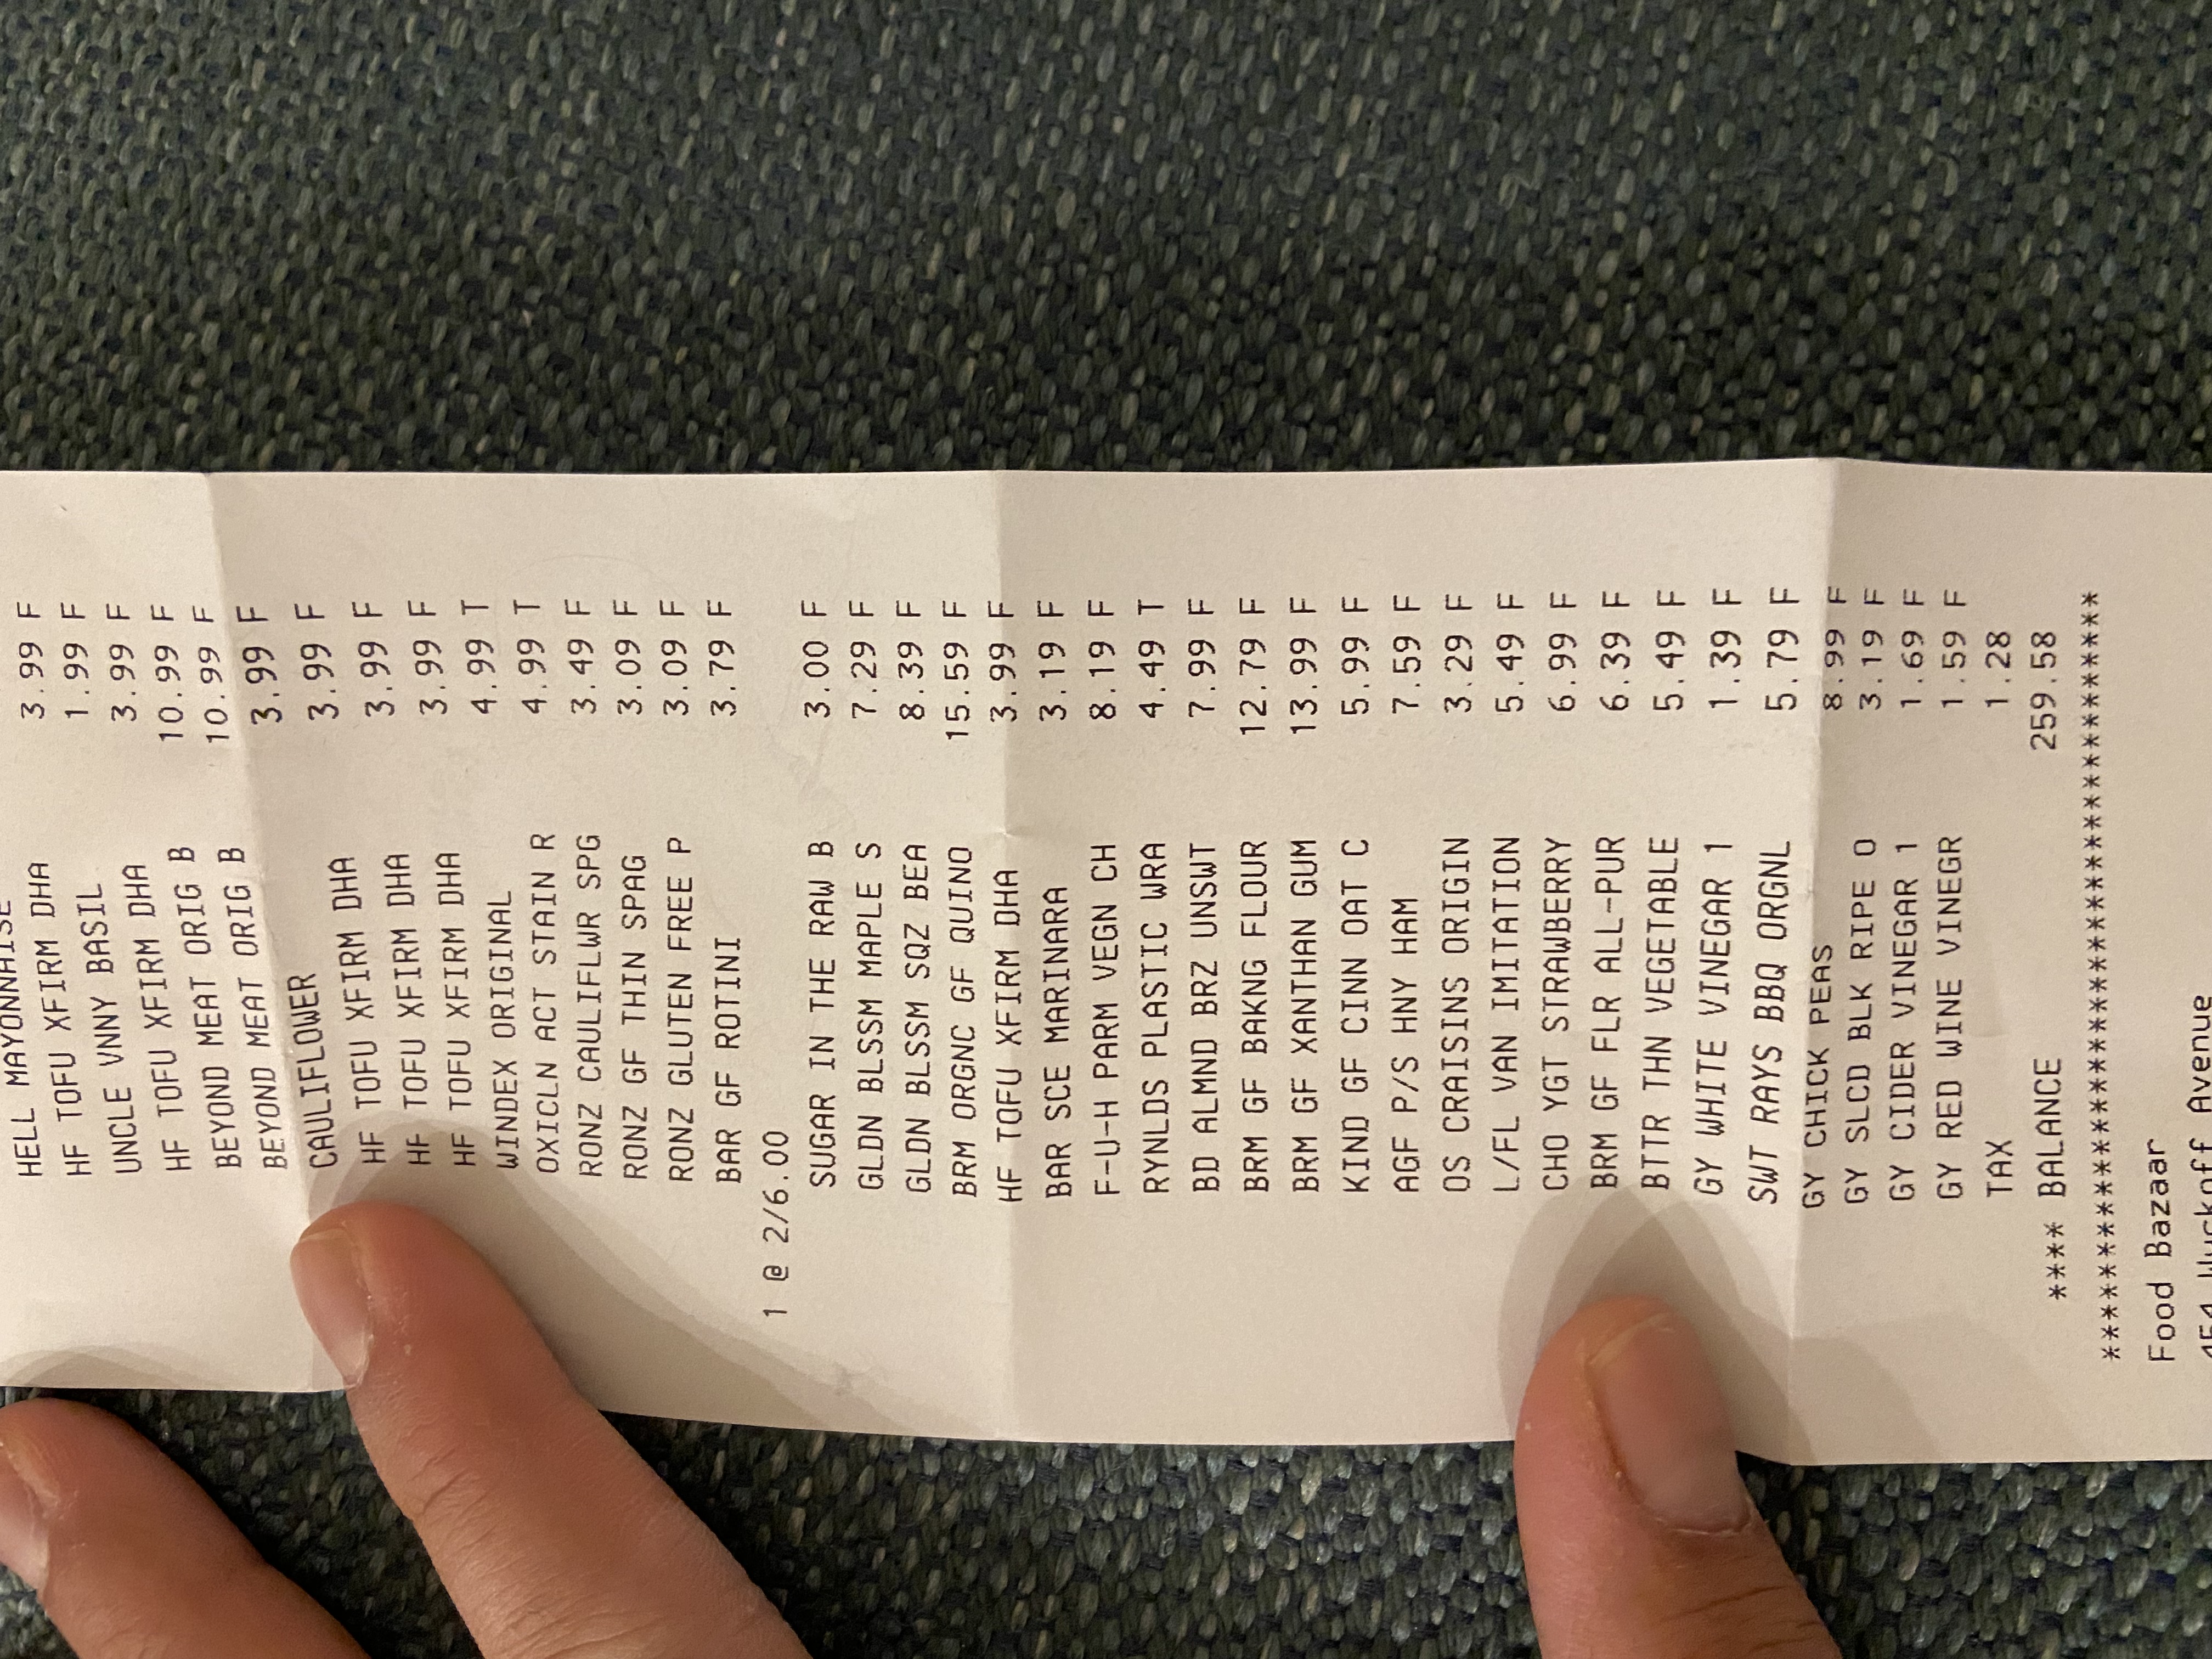 HELL MAYONNAISE
HF TOFU XFIRM DHA 3.99 F
UNCLE VNNY BASIL 1.99 F
HF TOFU XFIRM DHA 3.99 F
BEYOND MEAT ORIG B 10.99 F
BEYOND MEAT ORIG B 10.99 F
CAULIFLOWER 3.99 F
HF TOFU XFIRM DHA 3.99 F
HF TOFU XFIRM DHA 3.99 F
HF TOFU XFIRM DHA 3.99 F
WINDEX ORIGINAL 4.99 T
OXICLN ACT STAIN R 4.99 T
RONZ CAULIFLWR SPG 3.49 F
RONZ GF THIN SPAG 3.09 F
RONZ GLUTEN FREE P 3.09 F
BAR GF ROTINI 3.79 F
1 @ 2/6.00
SUGAR IN THE RAW B 3.00 F
GLDN BLSSM MAPLE S 7.29 F
GLDN BLSSM SQZ BEA 8.39 F
BRM ORGNC GF QUINO 15.59 F
HF TOFU XFIRM DHA 3.99 F
BAR SCE MARINARA 3.19 F
F-U-H PARM VEGN CH 8.19 F
RYNLDS PLASTIC WRA 4.49 T
BD ALMND BRZ UNSWT 7.99 F
BRM GF BAKNG FLOUR 12.79 F
BRM GF XANTHAN GUM 13.99 F
KIND GF CINN OAT C 5.99 F
AGF P/S HNY HAM 7.59 F
OS CRAISINS ORIGIN 3.29 F
L/FL VAN IMITATION 5.49 F
CHO YGT STRAWBERRY 6.99 F
BRM GF FLR ALL-PUR 6.39 F
BTTR THN VEGETABLE 5.49 F
GY WHITE VINEGAR 1 1.39 F
SWT RAYS BBQ ORGNL 5.79 F
GY CHICK PEAS 8.99 F
GY SLCD BLK RIPE O 3.19 F
GY CIDER VINEGAR 1 1.69 F
GY RED WINE VINEGR 1.59 F
TAX 1.28
**** BALANCE 259.58
**************************************
Food Bazaar
Wyckoff Avenue